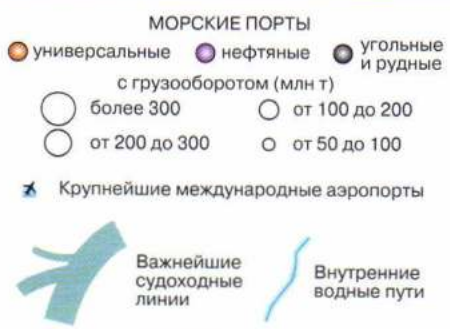 МОРСКИЕ ПОРТЫ
универсальные нефтяные угольные и рудные
с грузооборотом (млн т)
более 300 от 100 до 200
от 200 до 300 от 50 до 100
Крупнейшие международные аэропорты
Важнейшие судоходные линии
Внутренние водные пути